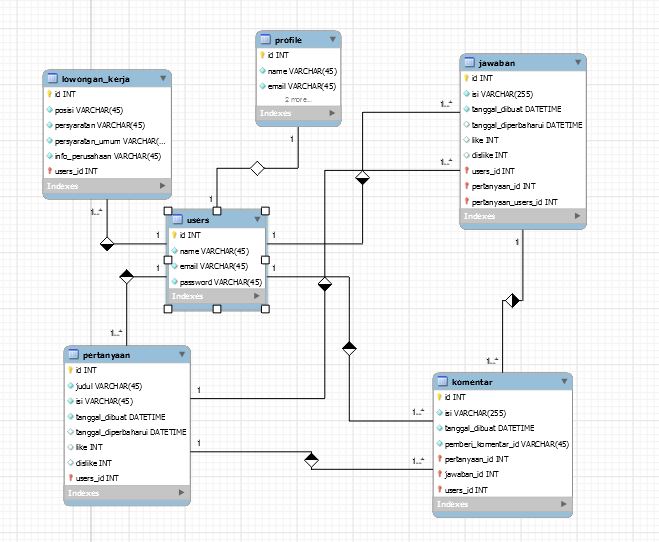 profile
id INT
name VARCHAR(45)
email VARCHAR(45)
2 more...
Indexes
jawaban
id INT
isi VARCHAR(255)
tanggal_dibuat DATETIME
tanggal_diperbaharui DATETIME
like INT
dislike INT
users_id INT
pertanyaan_id INT
pertanyaan_users_id INT
Indexes
lowongan_kerja
id INT
posisi VARCHAR(45)
persyaratan VARCHAR(45)
persyaratan_umum VARCHAR(...
info_perusahaan VARCHAR(45)
users_id INT
Indexes
users
id INT
name VARCHAR(45)
email VARCHAR(45)
password VARCHAR(45)
Indexes
pertanyaan
id INT
judul VARCHAR(45)
isi VARCHAR(45)
tanggal_dibuat DATETIME
tanggal_diperbaharui DATETIME
like INT
dislike INT
users_id INT
Indexes
komentar
id INT
isi VARCHAR(255)
tanggal_dibuat DATETIME
pemberi_komentar_id VARCHAR(45)
pertanyaan_id INT
jawaban_id INT
users_id INT
Indexes
1
1
1..*
1..*
1..*
1
1
1
1
1..*
1
1
1..*
1
1..*
1..*